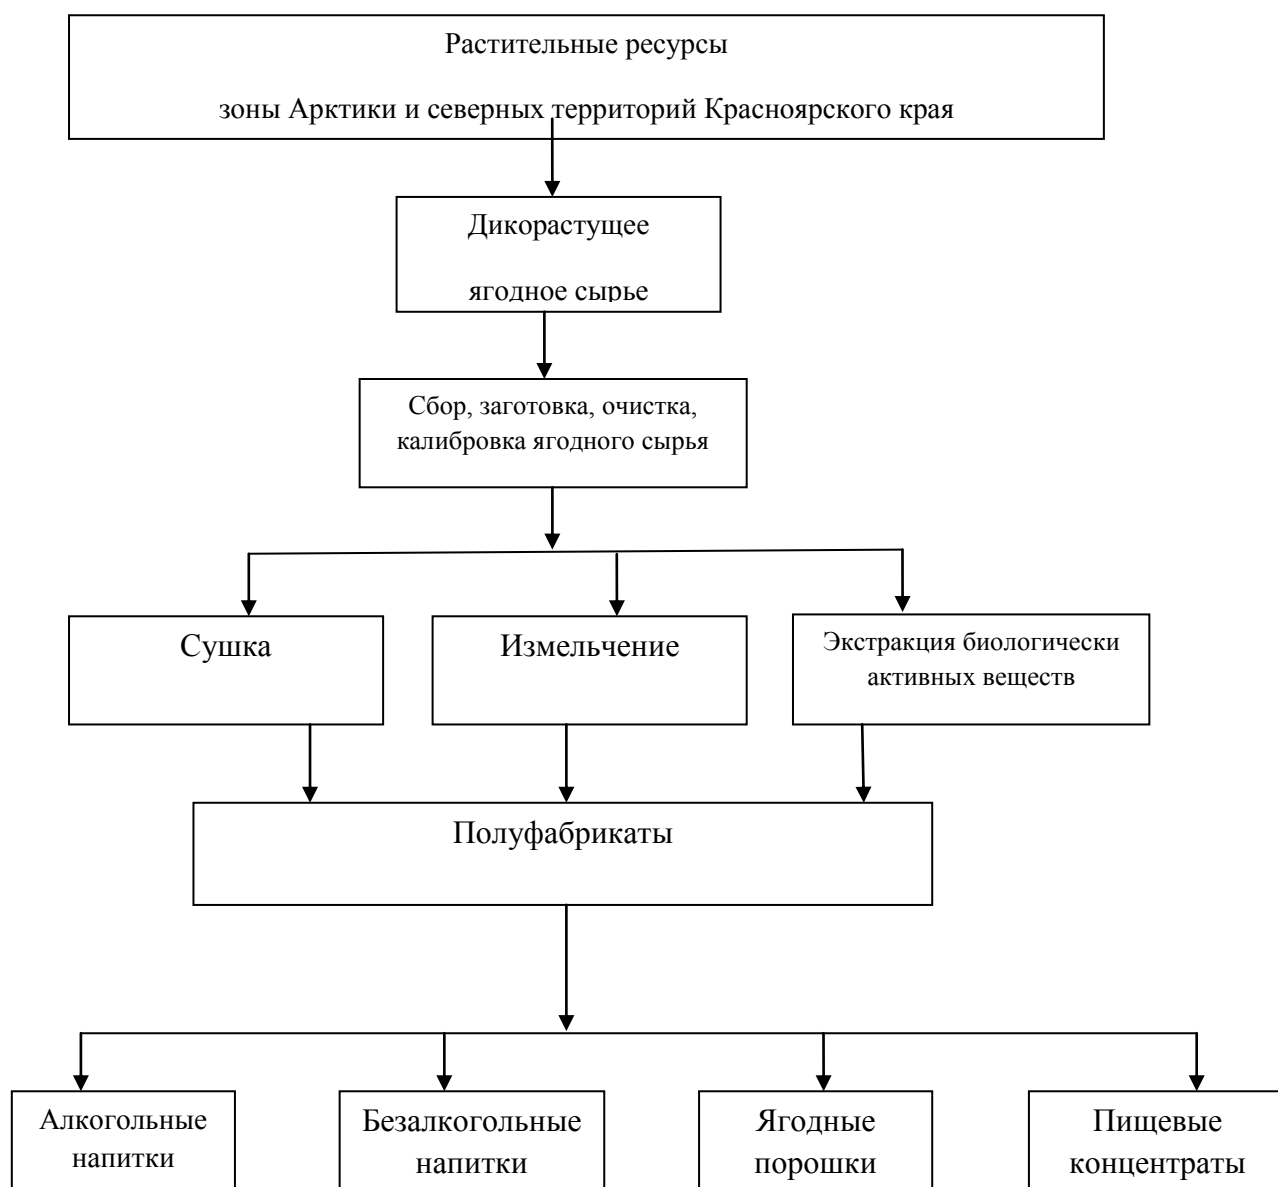 Растительные ресурсы
зоны Арктики и северных территорий Красноярского края
Дикорастущее
ягодное сырье
Сбор, заготовка, очистка,
калибровка ягодного сырья
Сушка
Измельчение
Экстракция биологически
активных веществ
Полуфабрикаты
Алкогольные
напитки
Безалкогольные
напитки
Ягодные
порошки
Пищевые
концентраты